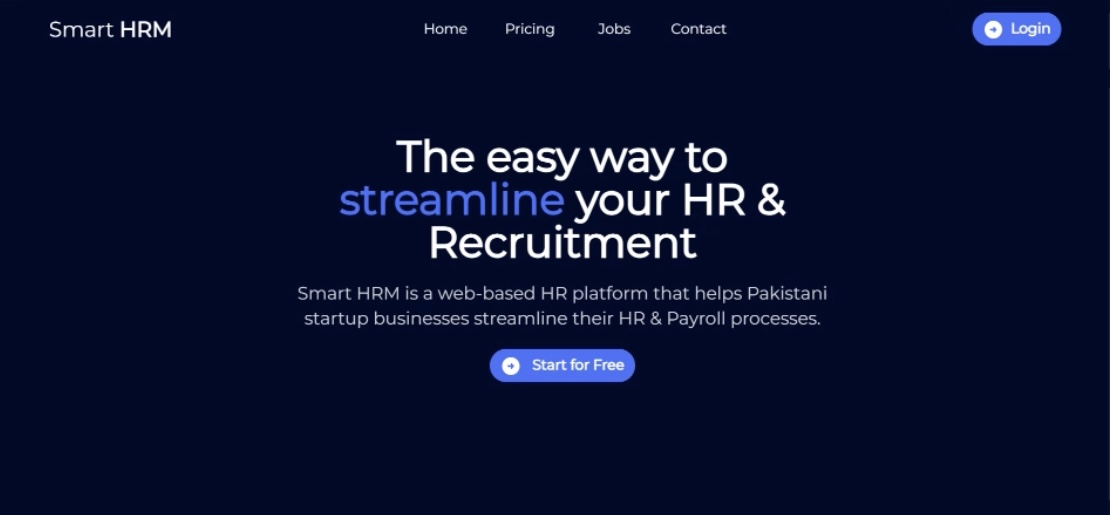 Smart HRM
Home Pricing Jobs Contact
Login
The easy way to
streamline your HR &
Recruitment
Smart HRM is a web-based HR platform that helps Pakistani
startup businesses streamline their HR & Payroll processes.
Start for Free